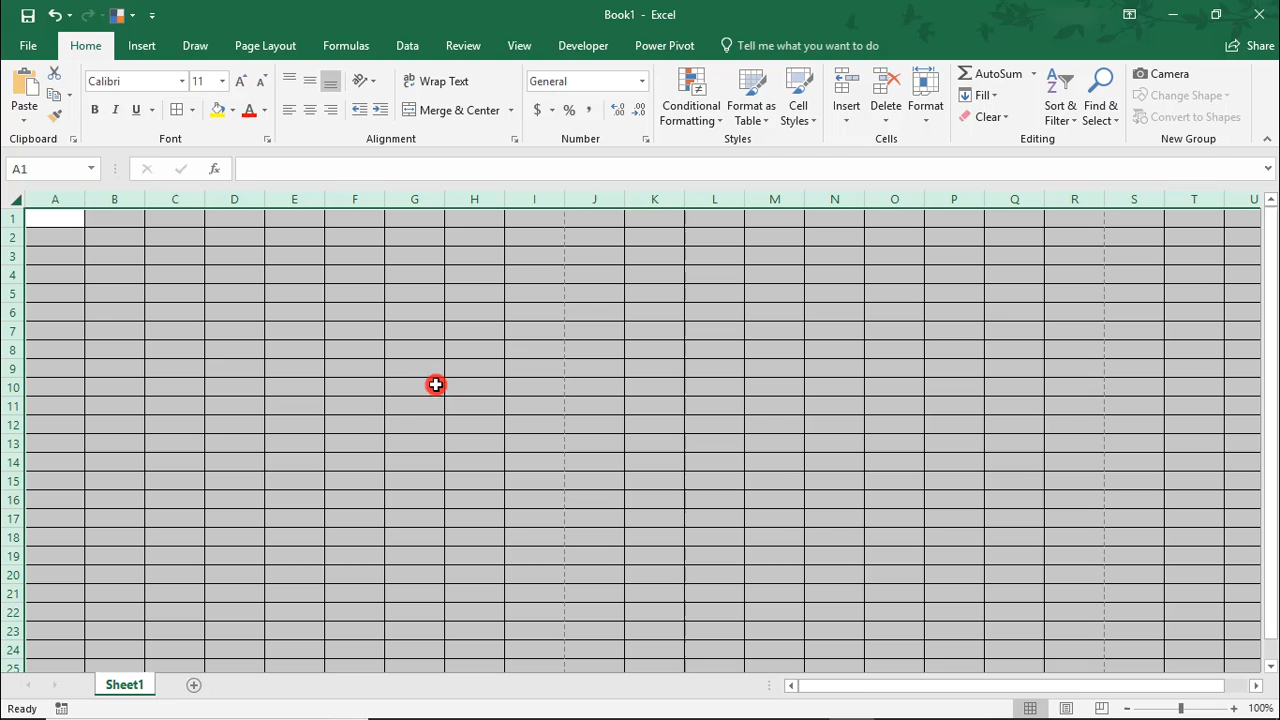 Book1 - Excel
File Home Insert Draw Page Layout Formulas Data Review View Developer Power Pivot Tell me what you want to do Share
Paste
Clipboard
Calibri 11
B I U A
Font
Wrap Text
Merge & Center
Alignment
General
$ % ,
Number
Conditional Formatting
Format as Table
Cell Styles
Styles
Insert
Delete
Format
Cells
AutoSum
Fill
Clear
Sort & Filter
Find & Select
Editing
Camera
Change Shape
Convert to Shapes
New Group
A1 fx
A B C D E F G H I J K L M N O P Q R S T U
1
2
3
4
5
6
7
8
9
10
11
12
13
14
15
16
17
18
19
20
21
22
23
24
25
Sheet1
Ready 100%